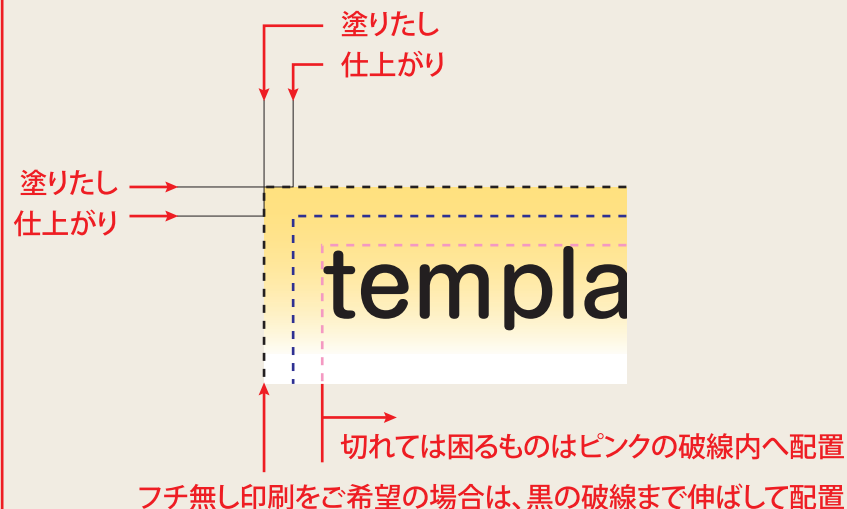 塗りたし
仕上がり
塗りたし
仕上がり
templa
切れては困るものはピンクの破線内へ配置
フチ無し印刷をご希望の場合は、黒の破線まで伸ばして配置